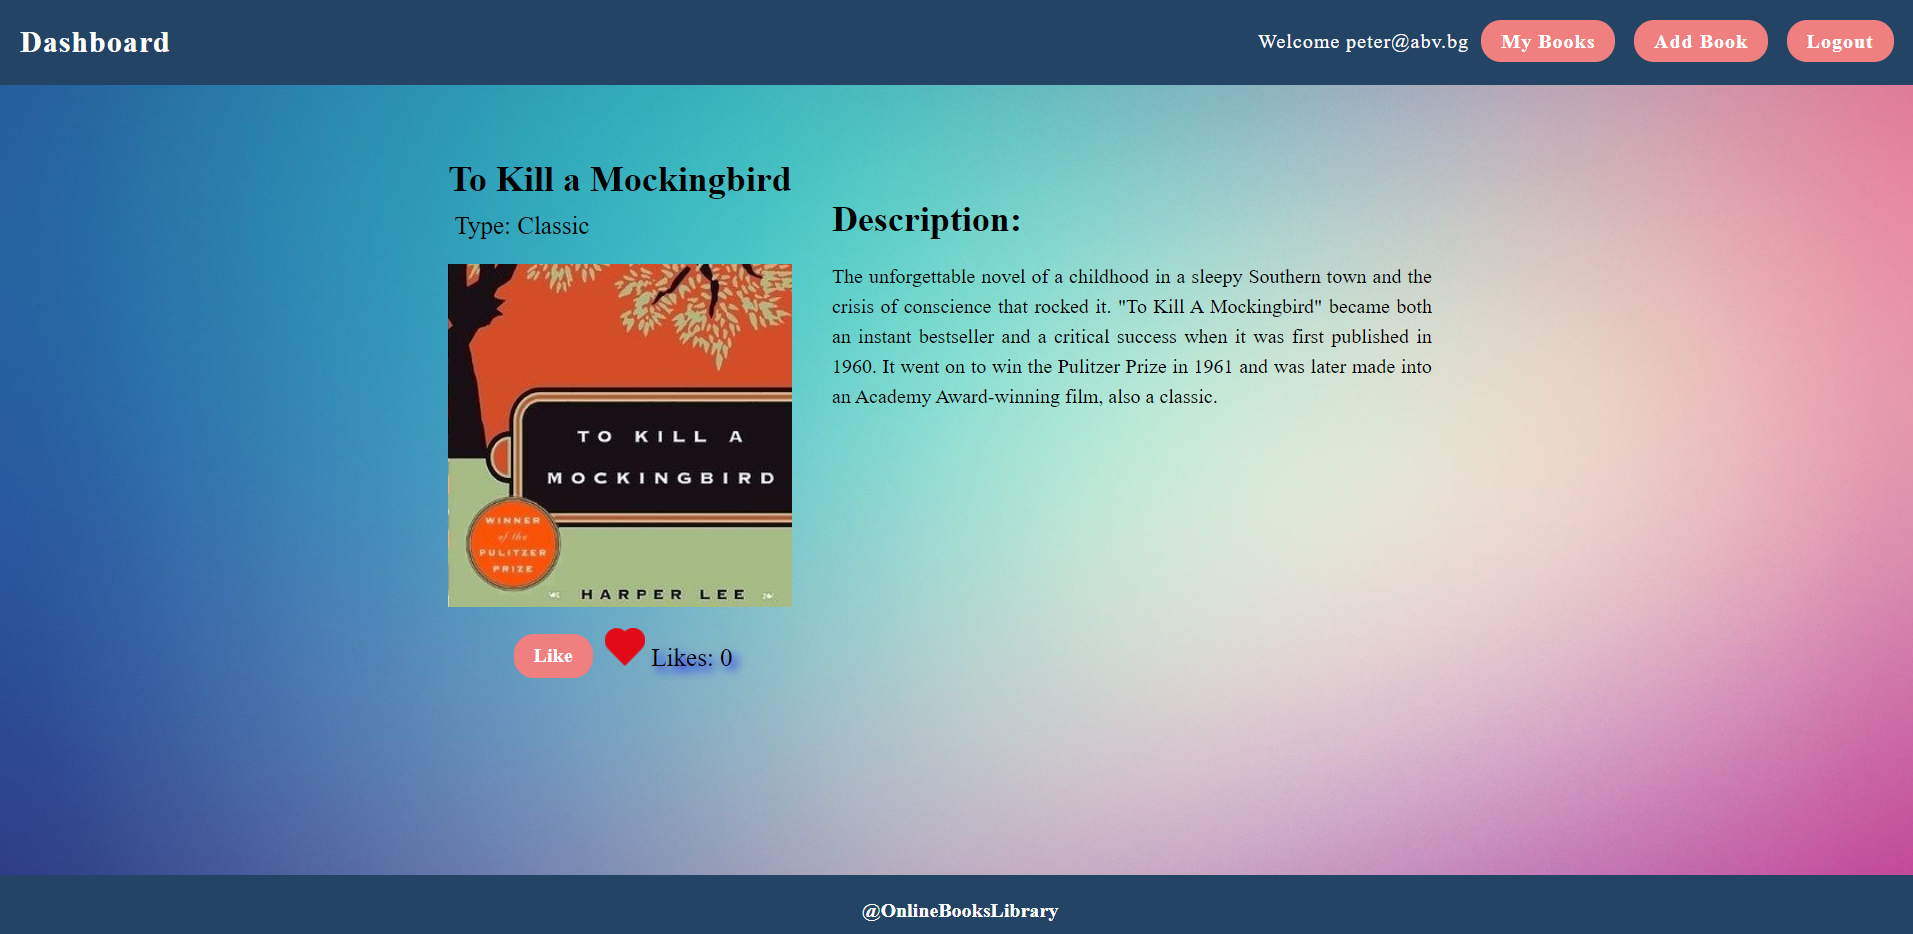 Dashboard
Welcome peter@abv.bg
My Books
Add Book
Logout
To Kill a Mockingbird
Type: Classic
TO KILL A
MOCKINGBIRD
WINNER
of the
PULITZER
PRIZE
HARPER LEE
Like
Likes: 0
Description:
The unforgettable novel of a childhood in a sleepy Southern town and the
crisis of conscience that rocked it. "To Kill A Mockingbird" became both
an instant bestseller and a critical success when it was first published in
1960. It went on to win the Pulitzer Prize in 1961 and was later made into
an Academy Award-winning film, also a classic.
@OnlineBooksLibrary